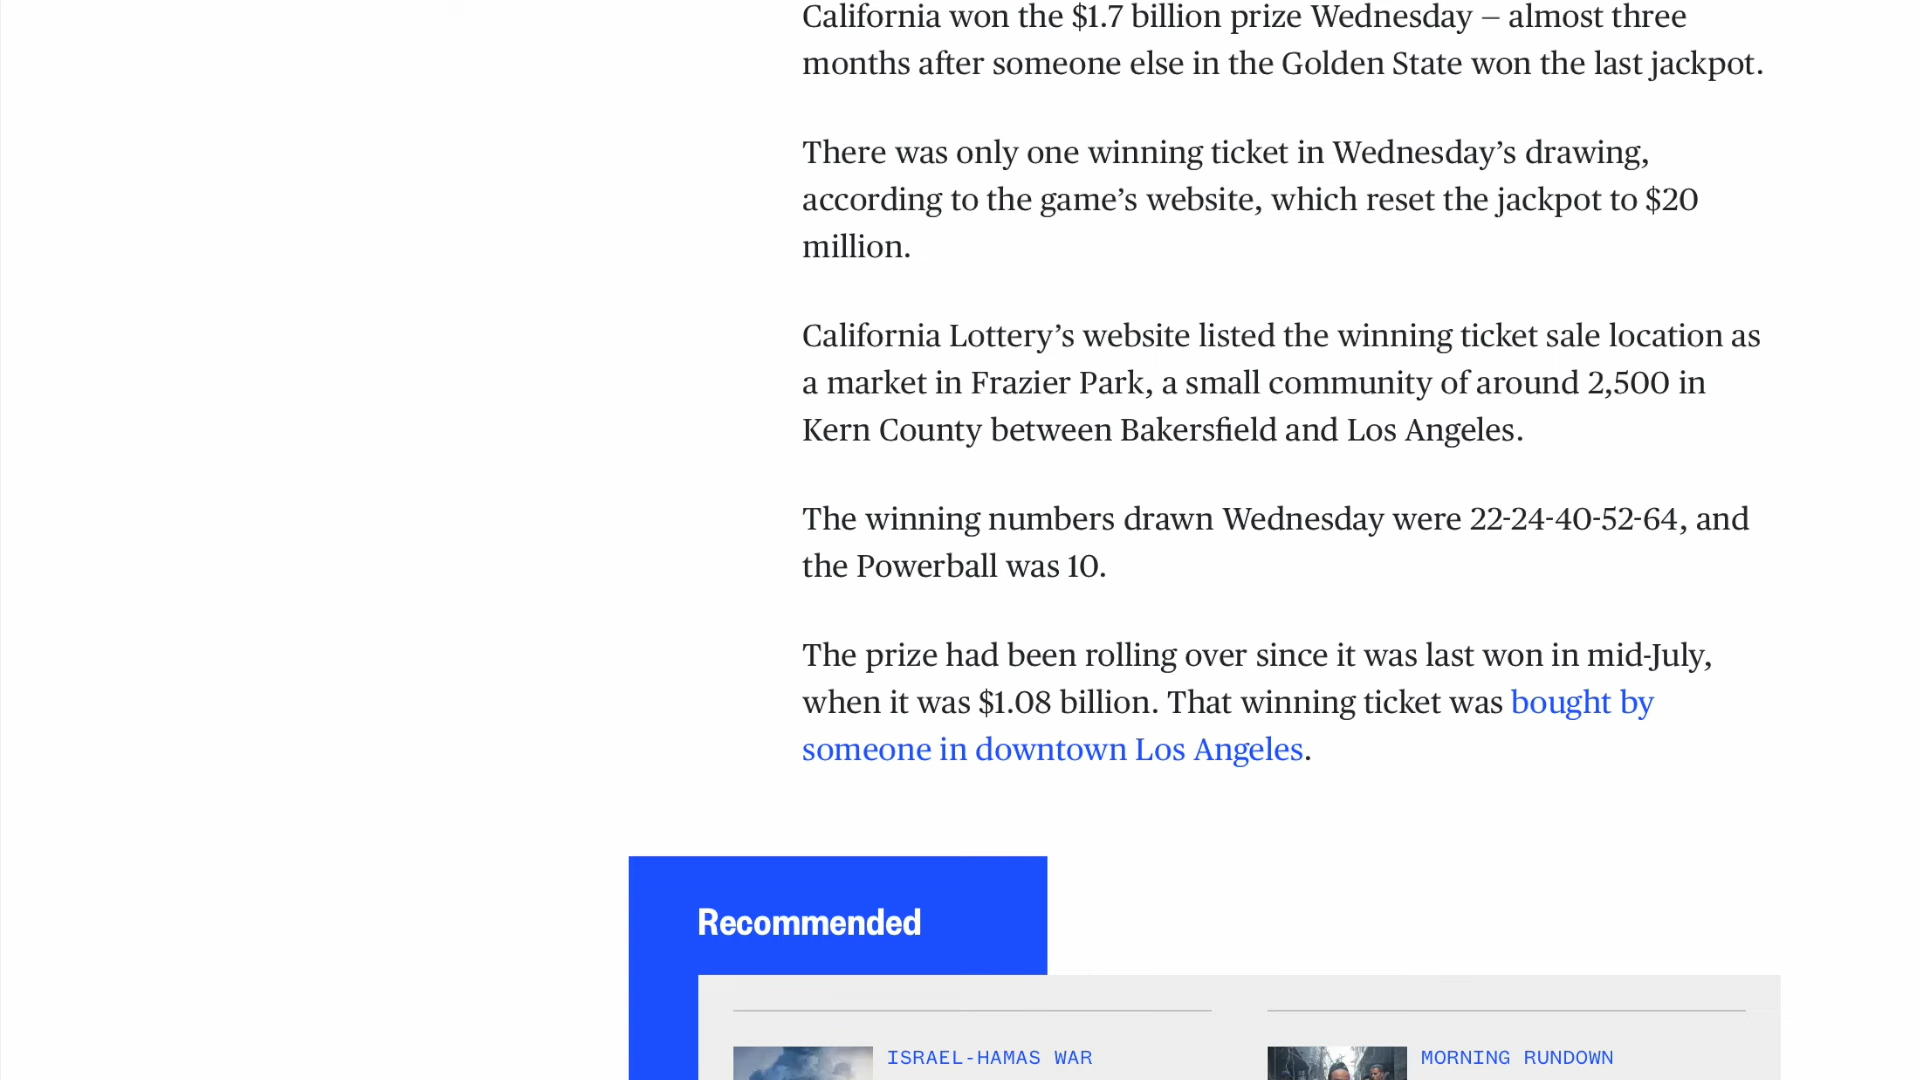 California won the $1.7 billion prize Wednesday — almost three
months after someone else in the Golden State won the last jackpot.
There was only one winning ticket in Wednesday’s drawing,
according to the game’s website, which reset the jackpot to $20
million.
California Lottery’s website listed the winning ticket sale location as
a market in Frazier Park, a small community of around 2,500 in
Kern County between Bakersfield and Los Angeles.
The winning numbers drawn Wednesday were 22-24-40-52-64, and
the Powerball was 10.
The prize had been rolling over since it was last won in mid-July,
when it was $1.08 billion. That winning ticket was bought by
someone in downtown Los Angeles.
Recommended
ISRAEL-HAMAS WAR
MORNING RUNDOWN